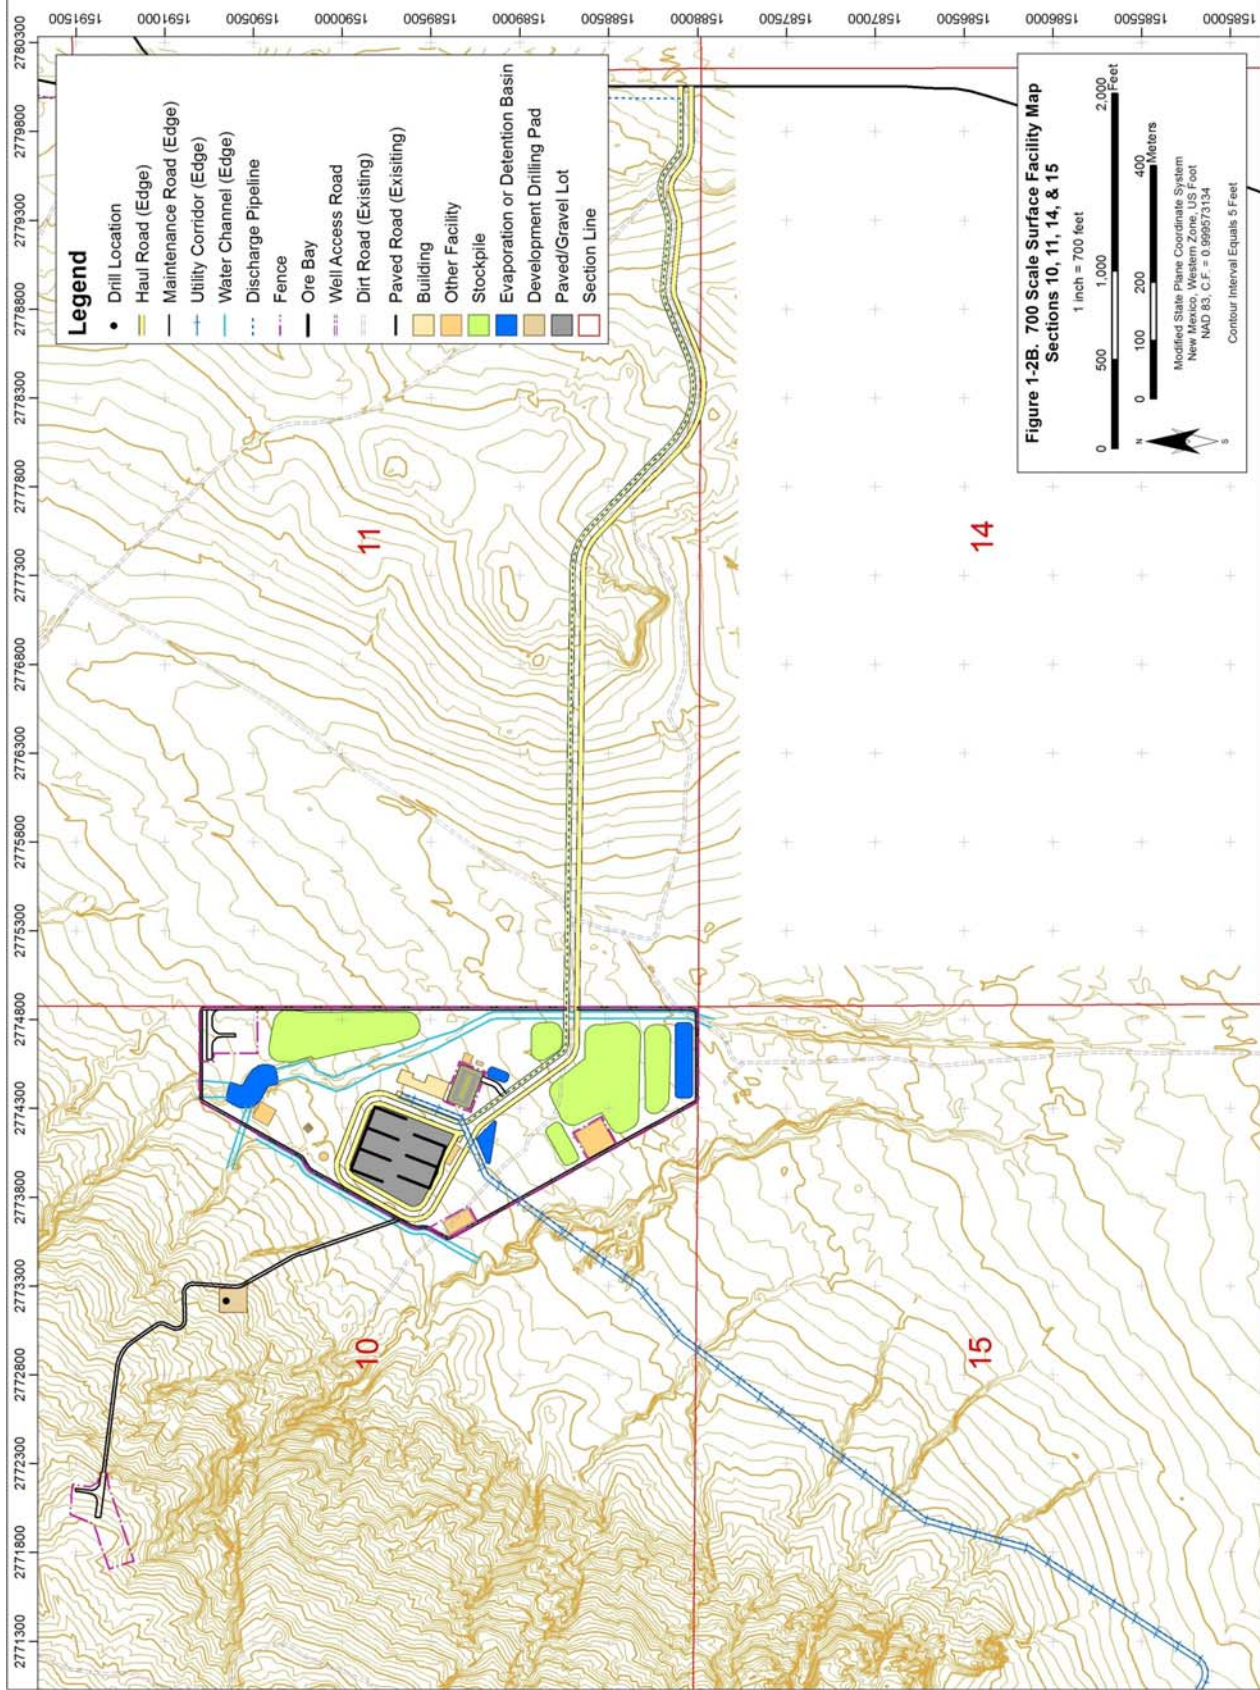 2771300 2771800 2772300 2772800 2773300 2773800 2774300 2774800 2775300 2775800 2776300 2776800 2777300 2777800 2778300 2778800 2779300 2779800 2780300
1591500
1591000
1590500
1590000
1589500
1589000
1588500
1588000
1587500
1587000
1586500
1586000
1585500
1585000
Legend
Drill Location
Haul Road (Edge)
Maintenance Road (Edge)
Utility Corridor (Edge)
Water Channel (Edge)
Discharge Pipeline
Fence
Ore Bay
Well Access Road
Dirt Road (Existing)
Paved Road (Exisiting)
Building
Other Facility
Stockpile
Evaporation or Detention Basin
Development Drilling Pad
Paved/Gravel Lot
Section Line
10
11
15
14
Figure 1-2B. 700 Scale Surface Facility Map
Sections 10, 11, 14, & 15
1 inch = 700 feet
0 500 1,000 2,000
Feet
0 100 200 400
Meters
N
S
Modified State Plane Coordinate System
New Mexico, Western Zone, US Foot
NAD 83, C.F. = 0.999573134
Contour Interval Equals 5 Feet